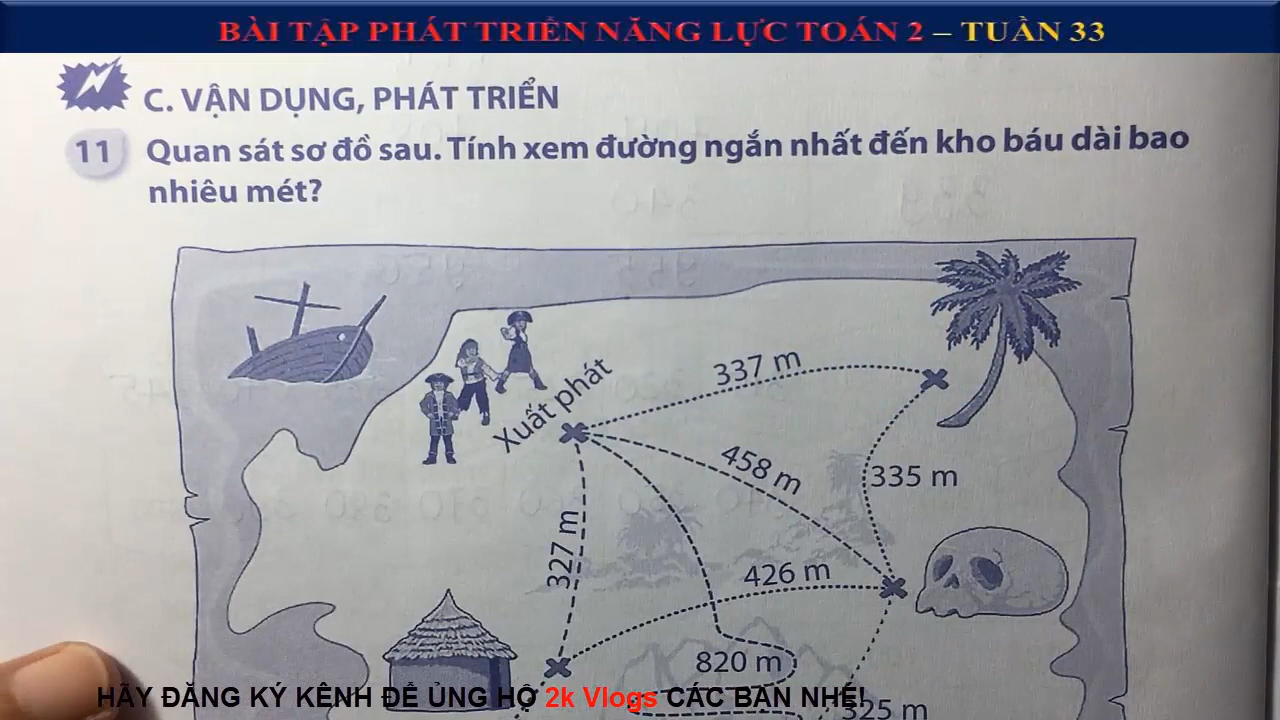 BÀI TẬP PHÁT TRIỂN NĂNG LỰC TOÁN 2 – TUẦN 33
C. VẬN DỤNG, PHÁT TRIỂN
11 Quan sát sơ đồ sau. Tính xem đường ngắn nhất đến kho báu dài bao
nhiêu mét?
337 m
Xuất phát
458 m
335 m
327 m
426 m
820 m
HÃY ĐĂNG KÝ KÊNH ĐỂ ỦNG HỘ 2k Vlogs CÁC BẠN NHÉ!
325 m